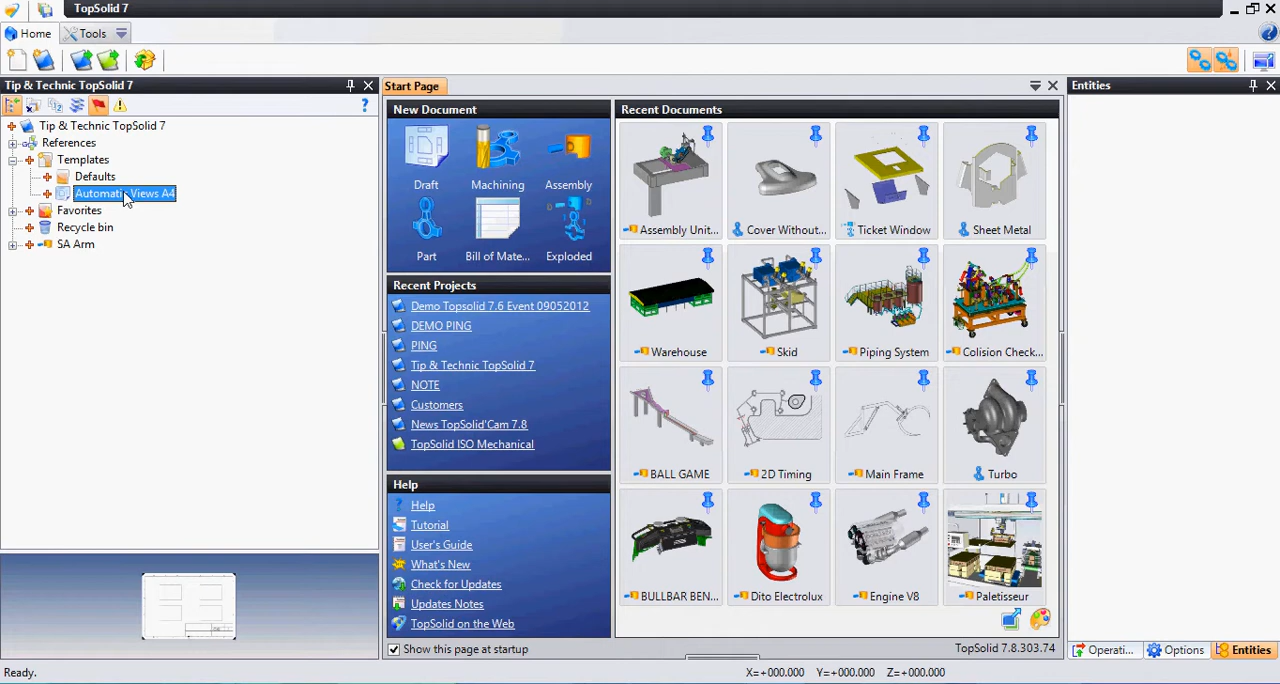 TopSolid 7
Home
Tools
Tip & Technic TopSolid 7
Tip & Technic TopSolid 7
References
Templates
Defaults
Automatic Views A4
Favorites
Recycle bin
SA Arm
Start Page
New Document
Draft
Machining
Assembly
Part
Bill of Mate...
Exploded
Recent Projects
Demo Topsolid 7.6 Event 09052012
DEMO PING
PING
Tip & Technic TopSolid 7
NOTE
Customers
News TopSolid'Cam 7.8
TopSolid ISO Mechanical
Help
Help
Tutorial
User's Guide
What's New
Check for Updates
Updates Notes
TopSolid on the Web
Show this page at startup
Recent Documents
Assembly Unit...
Cover Without...
Ticket Window
Sheet Metal
Warehouse
Skid
Piping System
Colision Check...
BALL GAME
2D Timing
Main Frame
Turbo
BULLBAR BEN...
Dito Electrolux
Engine V8
Paletisseur
TopSolid 7.8.303.74
Entities
Operati...
Options
Entities
Ready.
X=+000.000 Y=+000.000 Z=+000.000